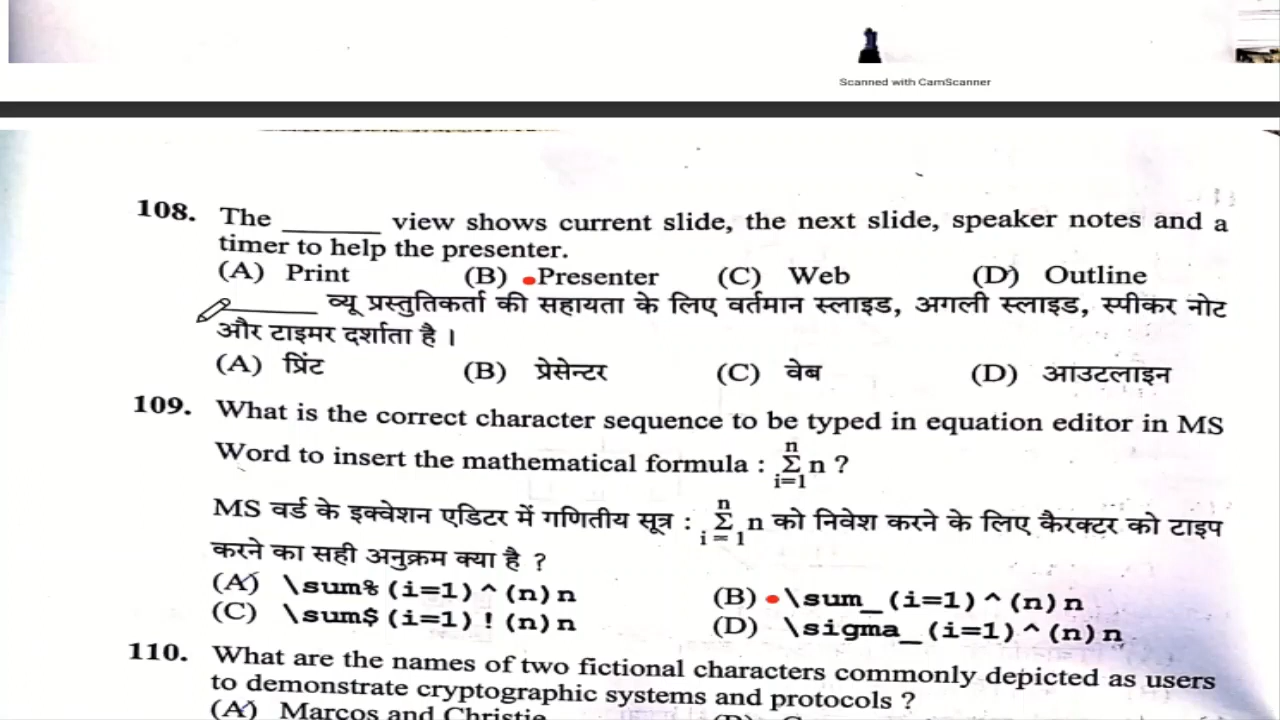 Scanned with CamScanner
108. The ______ view shows current slide, the next slide, speaker notes and a
timer to help the presenter.
(A) Print (B) Presenter (C) Web (D) Outline
______ व्यू प्रस्तुतिकर्ता की सहायता के लिए वर्तमान स्लाइड, अगली स्लाइड, स्पीकर नोट
और टाइमर दर्शाता है ।
(A) प्रिंट (B) प्रेसेन्टर (C) वेब (D) आउटलाइन
109. What is the correct character sequence to be typed in equation editor in MS
Word to insert the mathematical formula : n Σ i=1 n ?
MS वर्ड के इक्वेशन एडिटर में गणितीय सूत्र : n Σ i = 1 n को निवेश करने के लिए कैरक्टर को टाइप
करने का सही अनुक्रम क्या है ?
(A) \sum%(i=1)^(n)n (B) \sum_(i=1)^(n)n
(C) \sum$(i=1)!(n)n (D) \sigma_(i=1)^(n)n
110. What are the names of two fictional characters commonly depicted as users
to demonstrate cryptographic systems and protocols ?
(A) Marcos and Christie